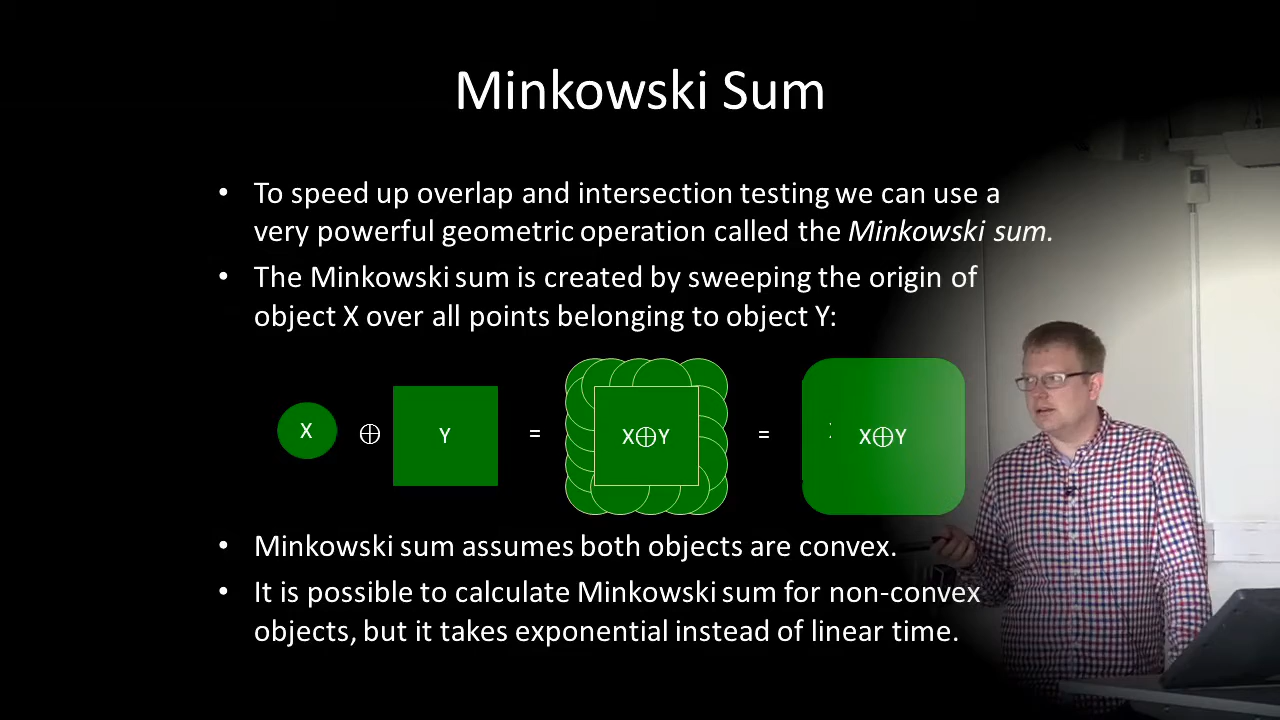 Minkowski Sum
• To speed up overlap and intersection testing we can use a
very powerful geometric operation called the Minkowski sum.
• The Minkowski sum is created by sweeping the origin of
object X over all points belonging to object Y:
X ⊕ Y = X⊕Y = X⊕Y
• Minkowski sum assumes both objects are convex.
• It is possible to calculate Minkowski sum for non-convex
objects, but it takes exponential instead of linear time.